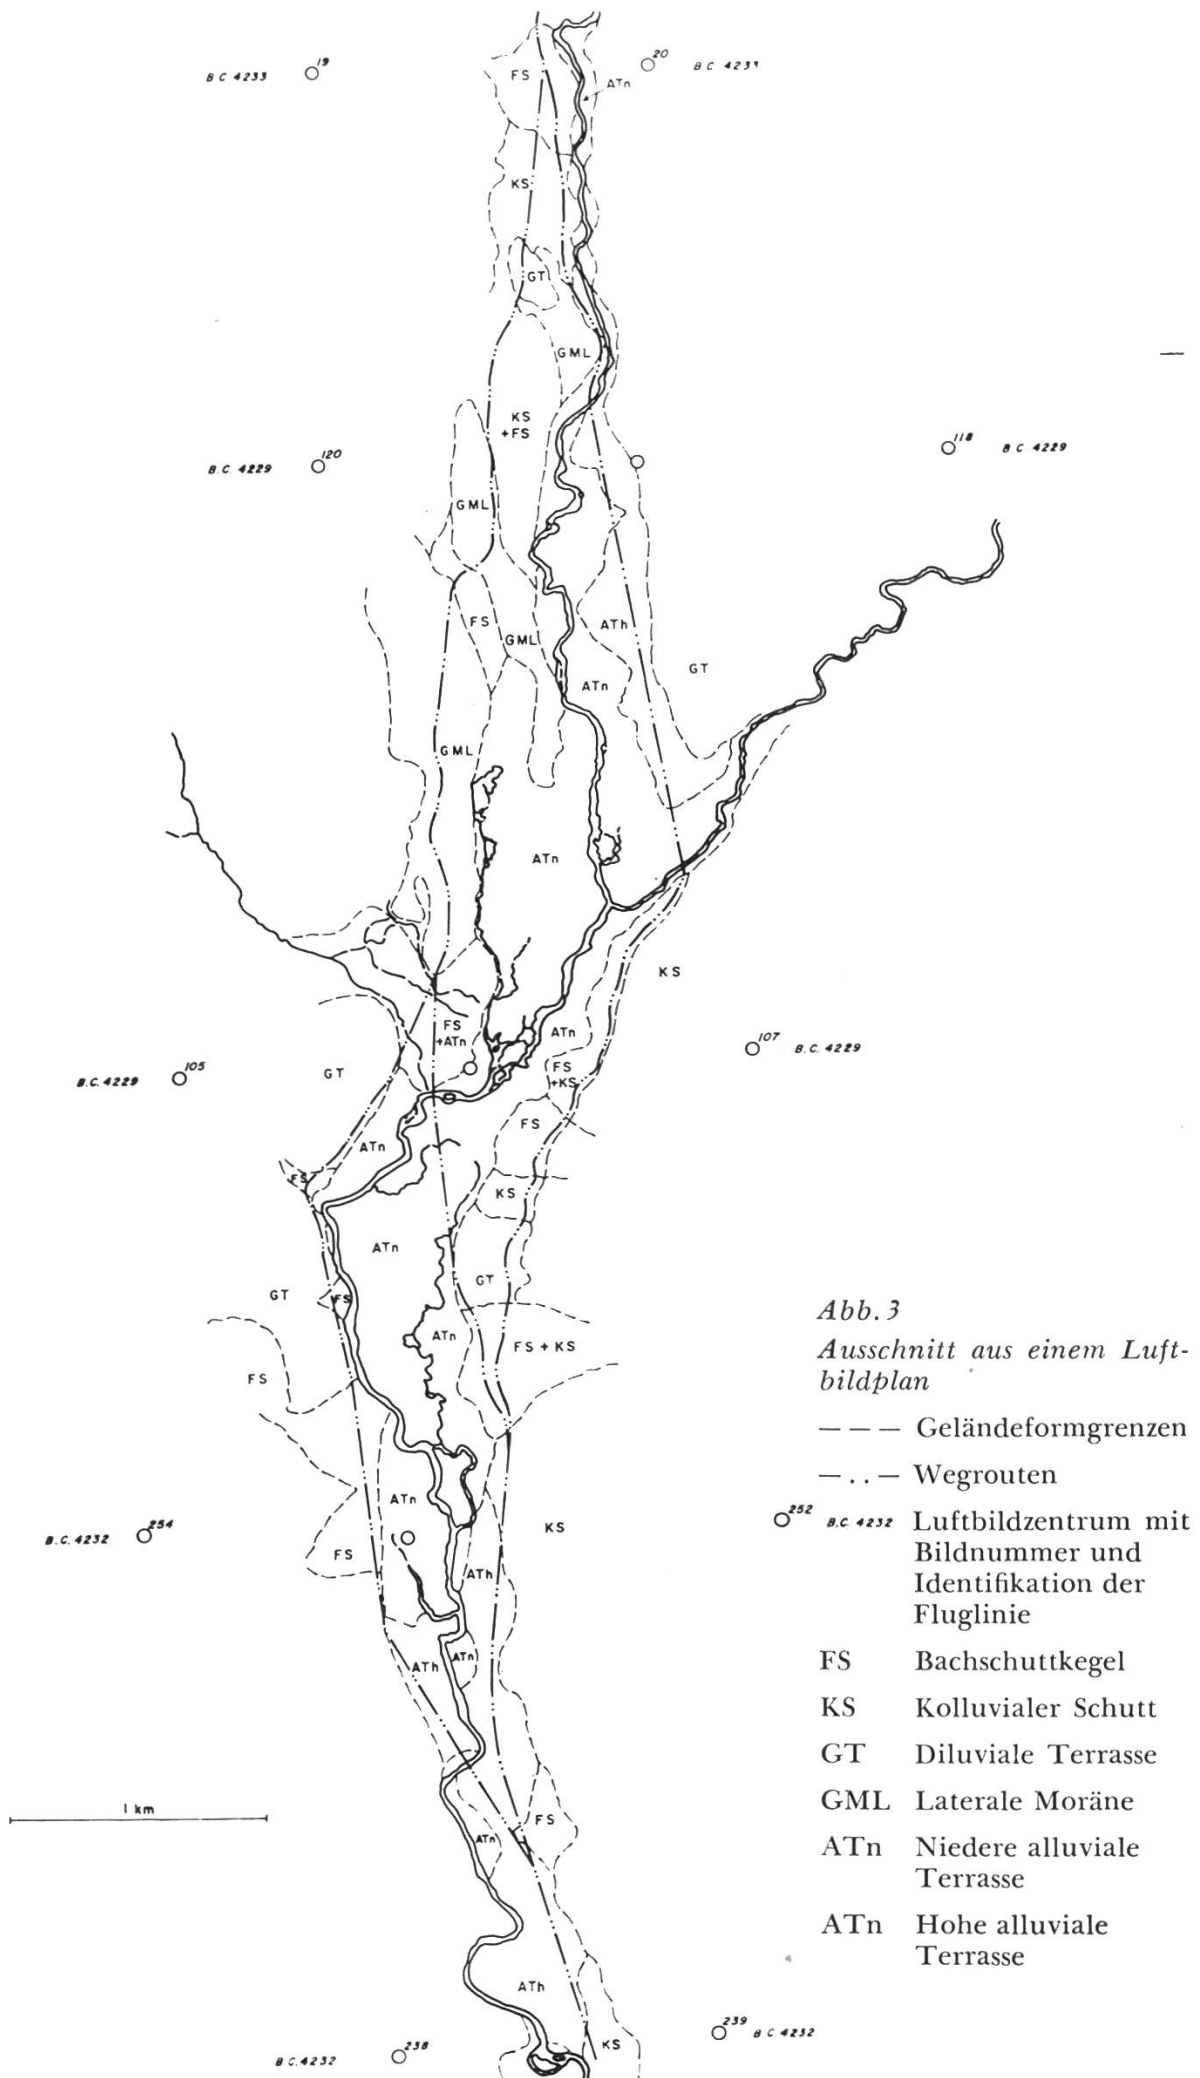 B C 4233 19
20 B C 4233
FS
ATn
KS
GT
GML
KS
+FS
B.C. 4229 120
118 B.C. 4229
GML
FS
GML
ATh
ATn
GT
GML
ATn
KS
FS
+ATn
ATn
107 B.C. 4229
B.C. 4229 105
GT
FS
+KS
FS
ATn
FS
KS
ATn
GT
GT
FS
ATn
FS + KS
FS
ATn
KS
B.C. 4232 254
FS
ATh
ATh
ATn
1 km
FS
ATn
ATh
KS
B C. 4232 238
239 B C 4232
Abb. 3
Ausschnitt aus einem Luft-
bildplan
– – – Geländeformgrenzen
– . . – Wegrouten
252 B.C. 4232 Luftbildzentrum mit
Bildnummer und
Identifikation der
Fluglinie
FS Bachschuttkegel
KS Kolluvialer Schutt
GT Diluviale Terrasse
GML Laterale Moräne
ATn Niedere alluviale
Terrasse
ATn Hohe alluviale
Terrasse